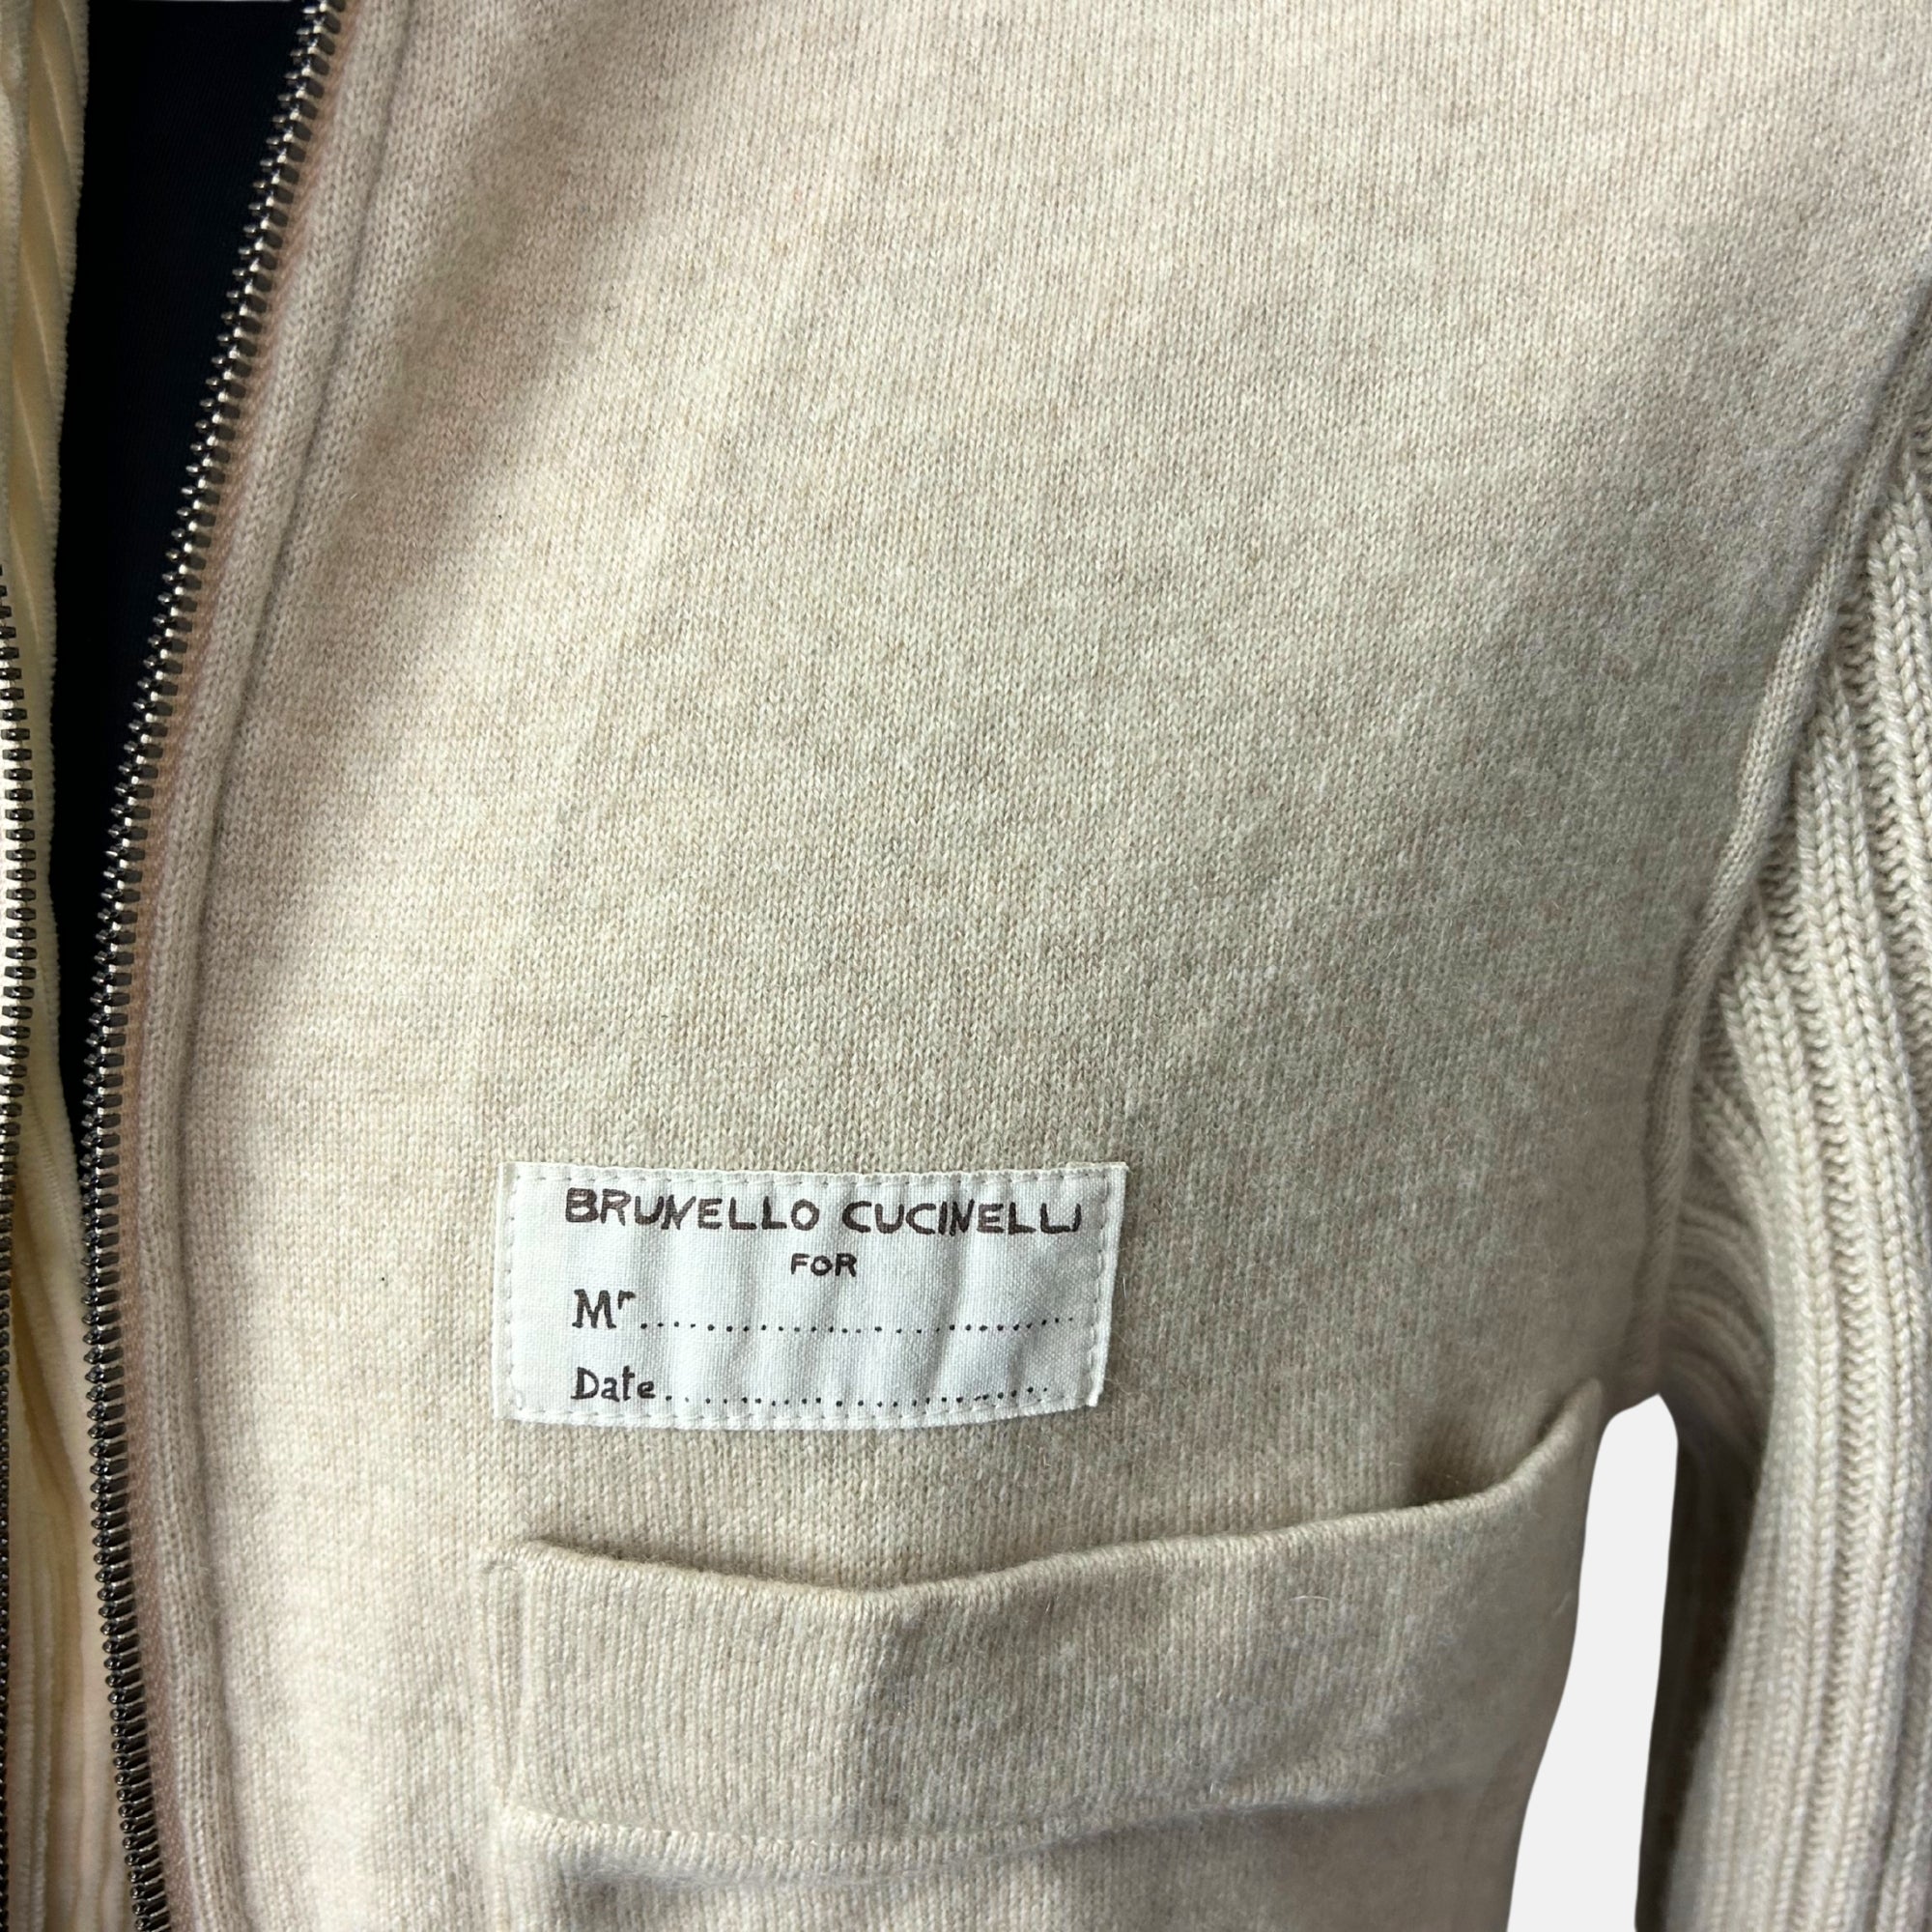 BRUNELLO CUCINELLI
FOR
Mr..............................
Date..............................